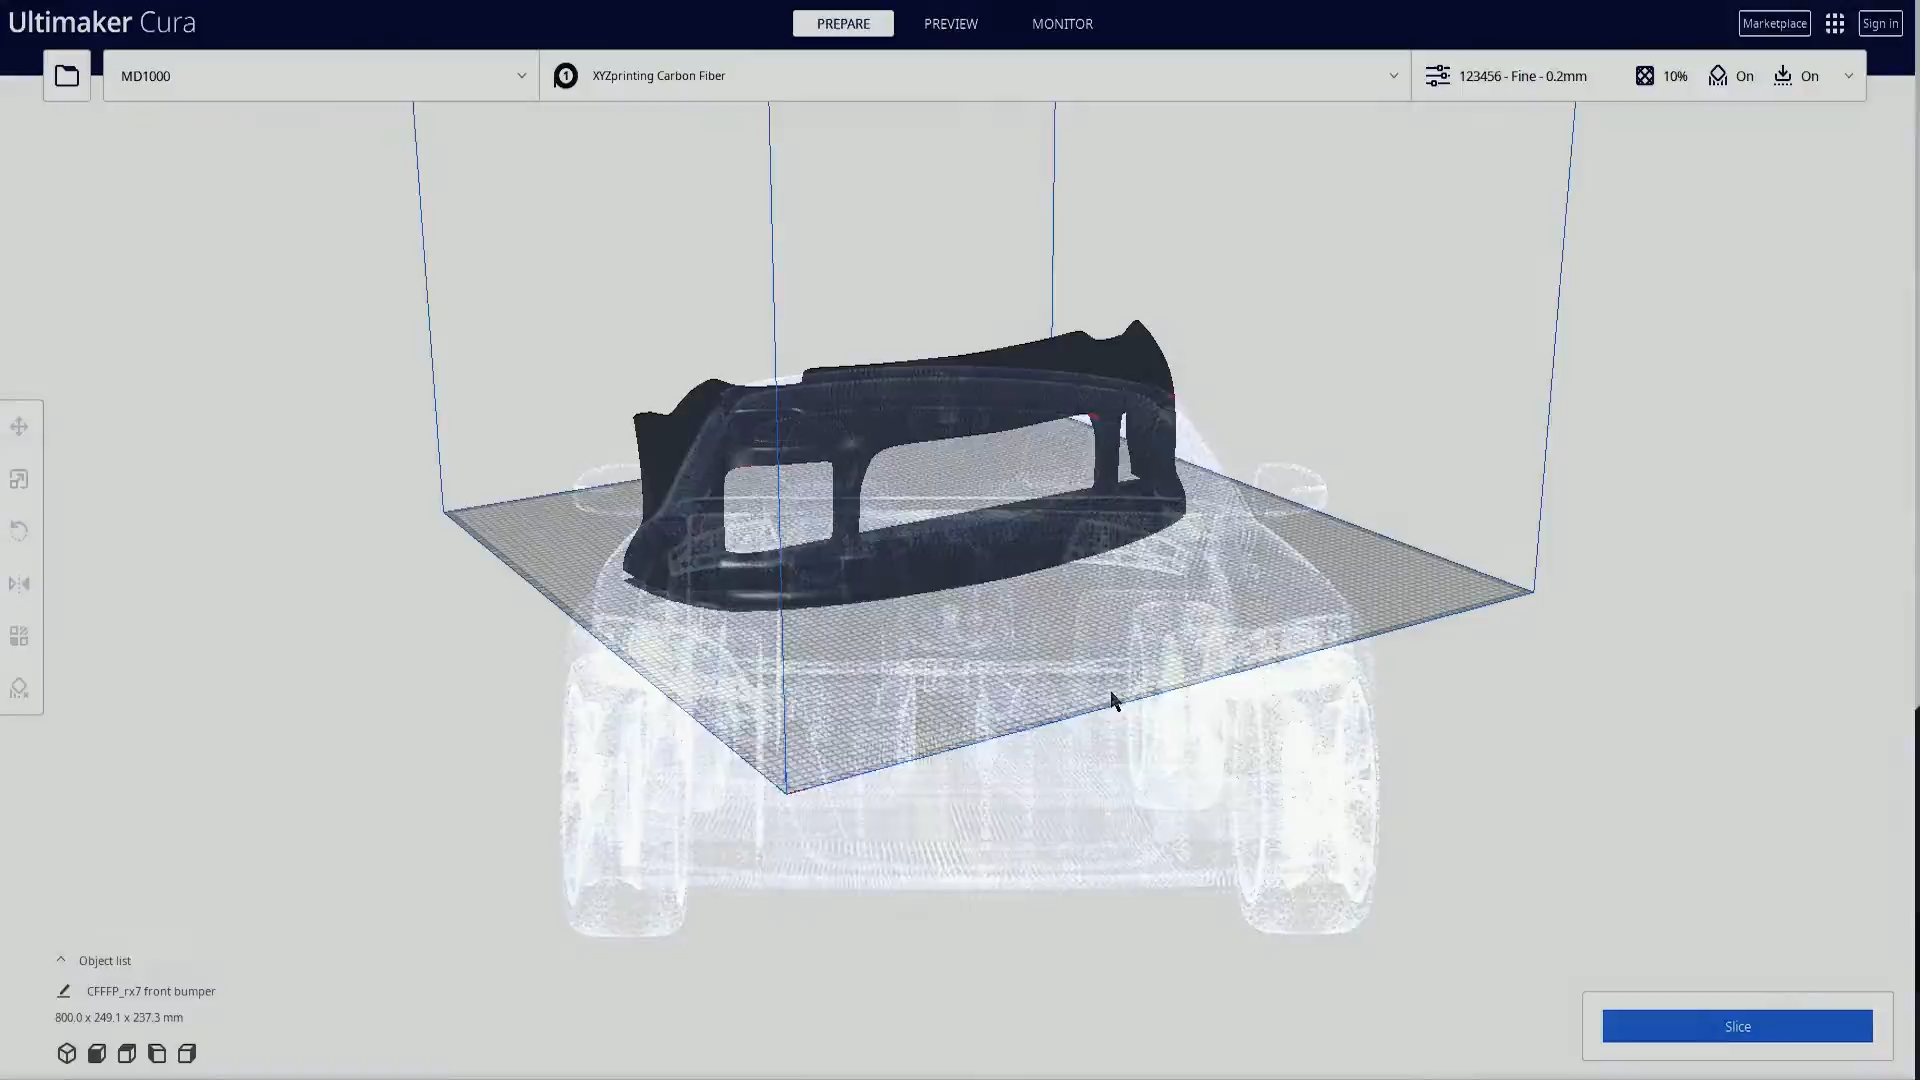 Ultimaker Cura
PREPARE
PREVIEW
MONITOR
Marketplace
Sign in
MD1000
1
XYZprinting Carbon Fiber
123456 - Fine - 0.2mm
10%
On
On
Object list
CFFFP_rx7 front bumper
800.0 x 249.1 x 237.3 mm
Slice